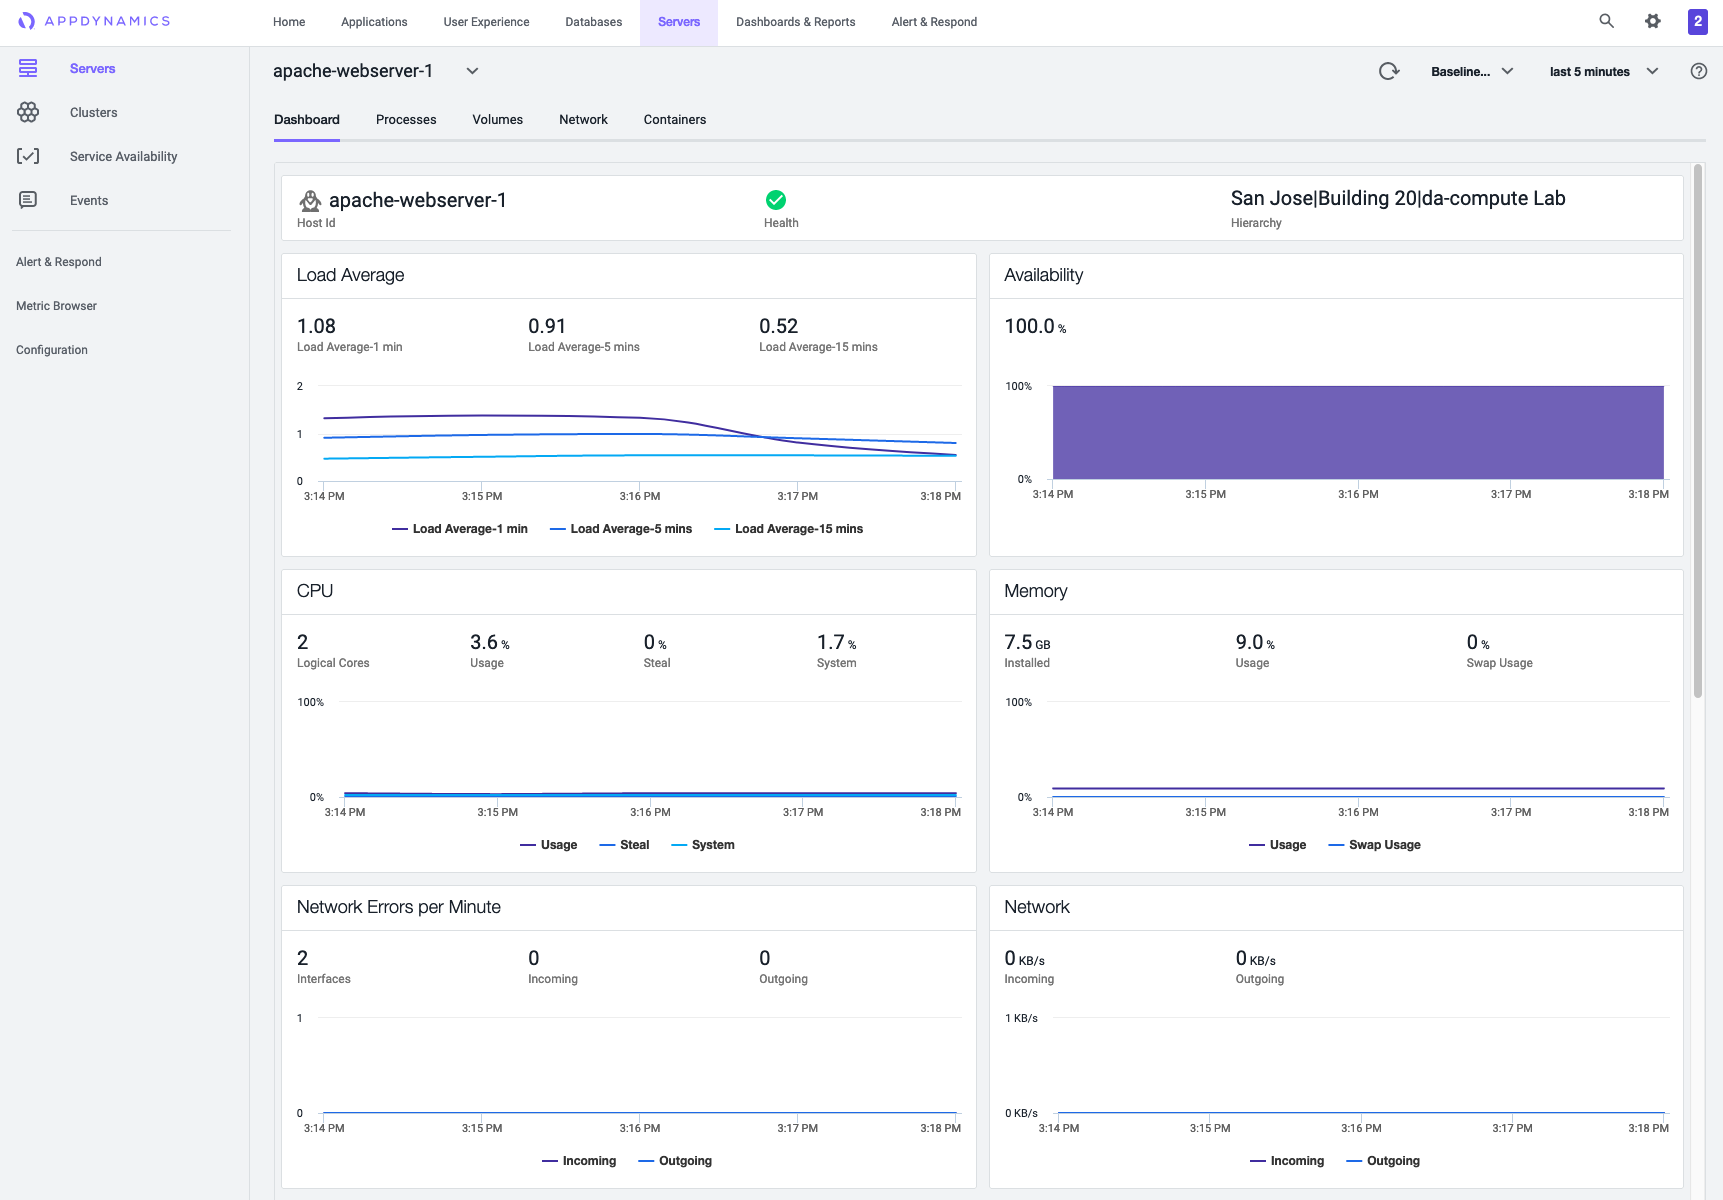 APPDYNAMICS
Home Applications User Experience Databases Servers Dashboards & Reports Alert & Respond 2
Servers
Clusters
Service Availability
Events
Alert & Respond
Metric Browser
Configuration
apache-webserver-1 Baseline... last 5 minutes ?
Dashboard Processes Volumes Network Containers
apache-webserver-1
Host Id
Health
San Jose|Building 20|da-compute Lab
Hierarchy
Load Average
1.08 0.91 0.52
Load Average-1 min Load Average-5 mins Load Average-15 mins
2
1
0
3:14 PM 3:15 PM 3:16 PM 3:17 PM 3:18 PM
Load Average-1 min Load Average-5 mins Load Average-15 mins
Availability
100.0 %
100%
0%
3:14 PM 3:15 PM 3:16 PM 3:17 PM 3:18 PM
CPU
2 3.6 % 0 % 1.7 %
Logical Cores Usage Steal System
100%
0%
3:14 PM 3:15 PM 3:16 PM 3:17 PM 3:18 PM
Usage Steal System
Memory
7.5 GB 9.0 % 0 %
Installed Usage Swap Usage
100%
0%
3:14 PM 3:15 PM 3:16 PM 3:17 PM 3:18 PM
Usage Swap Usage
Network Errors per Minute
2 0 0
Interfaces Incoming Outgoing
1
0
3:14 PM 3:15 PM 3:16 PM 3:17 PM 3:18 PM
Incoming Outgoing
Network
0 KB/s 0 KB/s
Incoming Outgoing
1 KB/s
0 KB/s
3:14 PM 3:15 PM 3:16 PM 3:17 PM 3:18 PM
Incoming Outgoing